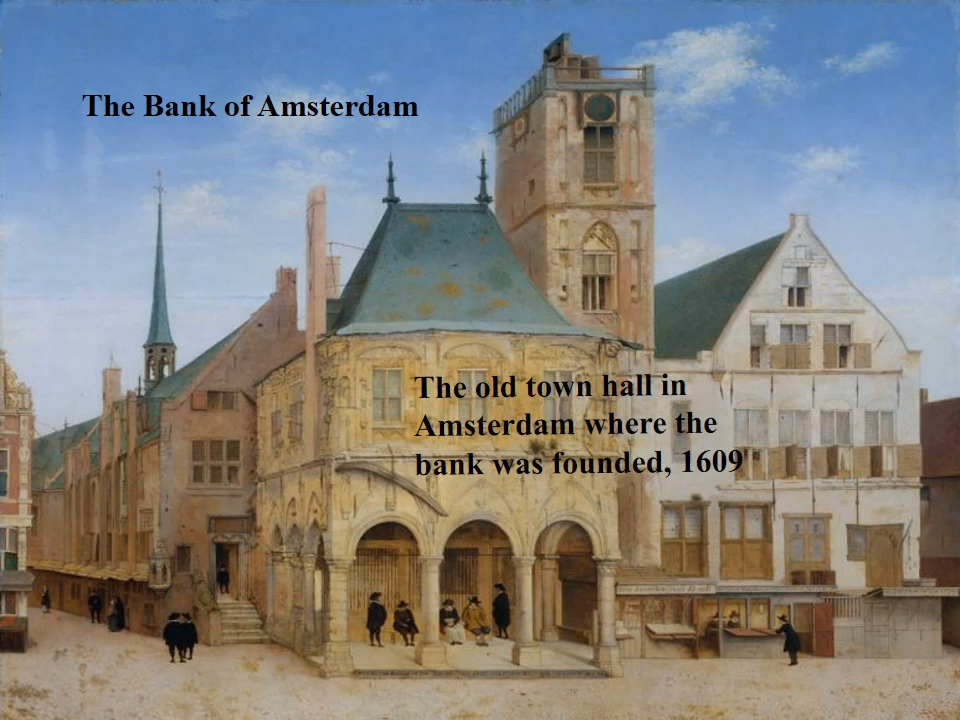 The Bank of Amsterdam
The old town hall in
Amsterdam where the
bank was founded, 1609